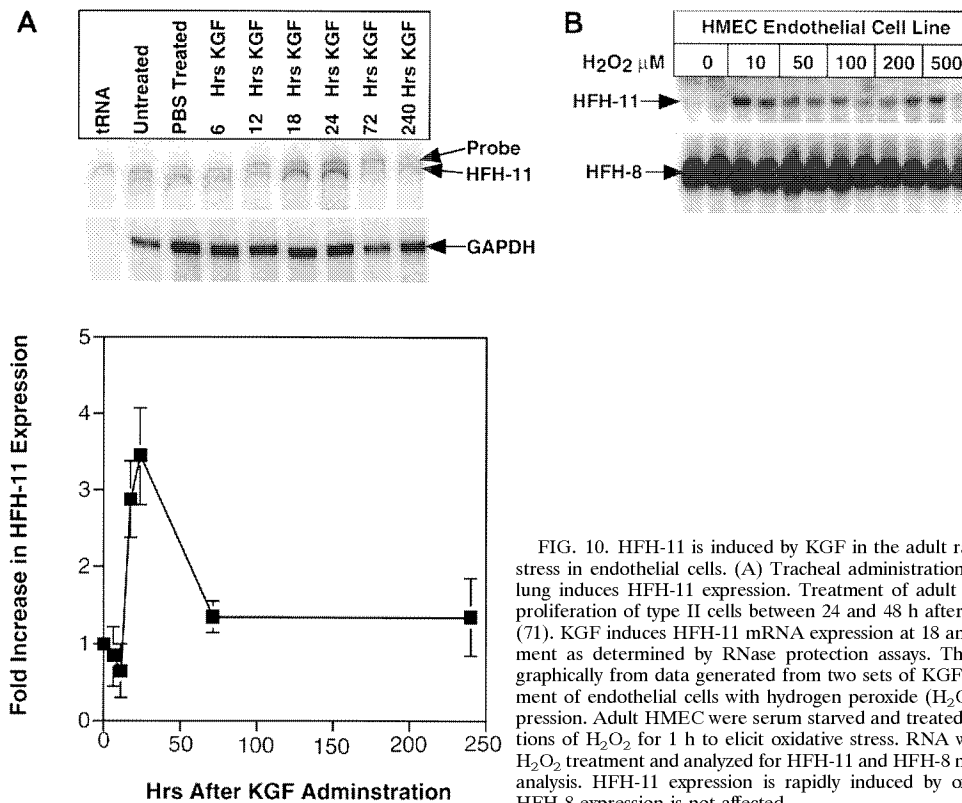 A
tRNA
Untreated
PBS Treated
6 Hrs KGF
12 Hrs KGF
18 Hrs KGF
24 Hrs KGF
72 Hrs KGF
240 Hrs KGF
Probe
HFH-11
GAPDH
B
HMEC Endothelial Cell Line
H₂O₂ µM 0 10 50 100 200 500
HFH-11
HFH-8
Fold Increase in HFH-11 Expression
5
4
3
2
1
0
0 50 100 150 200 250
Hrs After KGF Adminstration
FIG. 10. HFH-11 is induced by KGF in the adult
stress in endothelial cells. (A) Tracheal administration
lung induces HFH-11 expression. Treatment of adult
proliferation of type II cells between 24 and 48 h after
(71). KGF induces HFH-11 mRNA expression at 18
ment as determined by RNase protection assays.
graphically from data generated from two sets of KGF
ment of endothelial cells with hydrogen peroxide
pression. Adult HMEC were serum starved and treated
tions of H₂O₂ for 1 h to elicit oxidative stress. RNA
H₂O₂ treatment and analyzed for HFH-11 and HFH-8
analysis. HFH-11 expression is rapidly induced by
HFH-8 expression is not affected